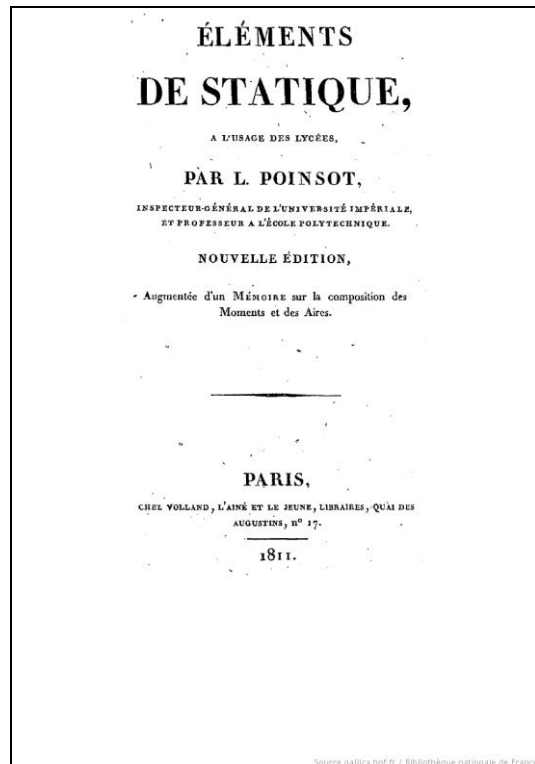 ÉLÉMENTS
DE STATIQUE,
A L'USAGE DES LYCÉES,
PAR L. POINSOT,
INSPECTEUR-GÉNÉRAL DE L'UNIVERSITÉ IMPÉRIALE,
ET PROFESSEUR A L'ÉCOLE POLYTECHNIQUE.
NOUVELLE ÉDITION,
Augmentée d'un MÉMOIRE sur la composition des
Moments et des Aires.
PARIS,
CHEZ VOLLAND, L'AINÉ ET LE JEUNE, LIBRAIRES, QUAI DES
AUGUSTINS, nº 17.
1811.
Source gallica.bnf.fr / Bibliothèque nationale de France